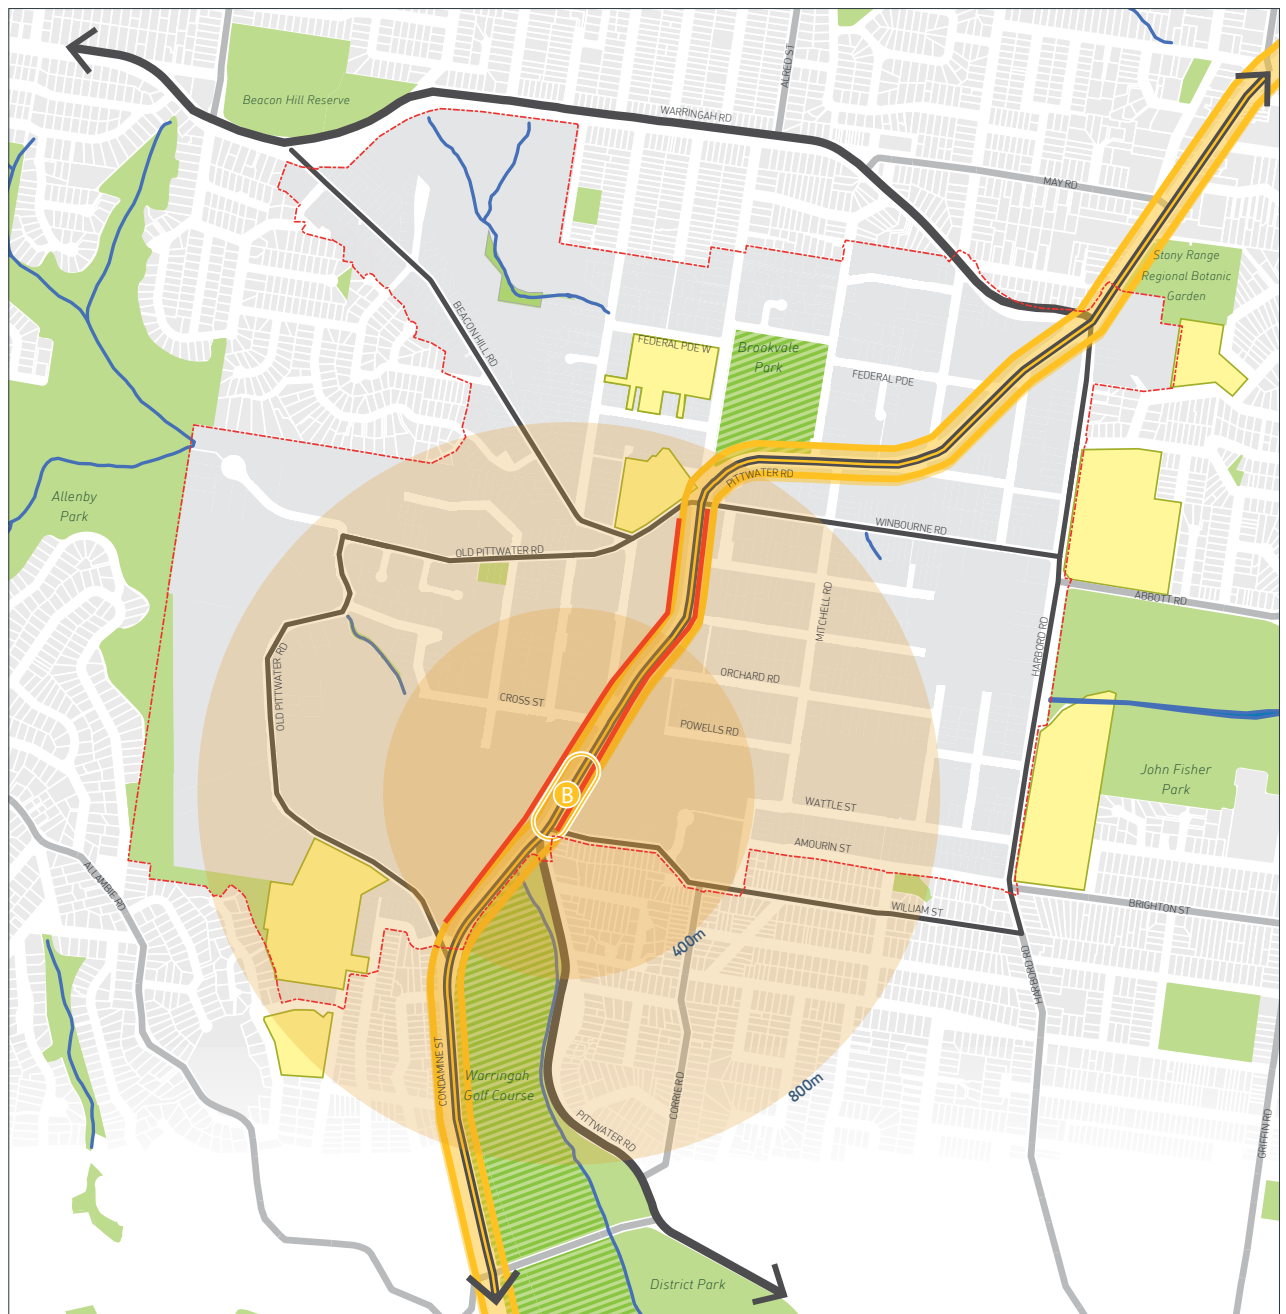 ALRED ST
Beacon Hill Reserve
WARRINGAH RD
MAY RD
Stony Range
Regional Botanic
Garden
BEACON HILL RD
FEDERAL PDE W
Brookvale
Park
FEDERAL PDE
PITTWATER RD
Allenby
Park
WINBOURNE RD
OLD PITTWATER RD
ABBOTT RD
MITCHELL RD
HARBORD RD
OLD PITTWATER RD
ORCHARD RD
CROSS ST
POWELLS RD
John Fisher
Park
B
WATTLE ST
AMOURIN ST
ALLAMBIE RD
WILLIAM ST
BRIGHTON ST
400m
HARBORD RD
CONDAMINE ST
Warringah
Golf Course
800m
CORRIE RD
PITTWATER RD
GRIFFIN RD
District Park